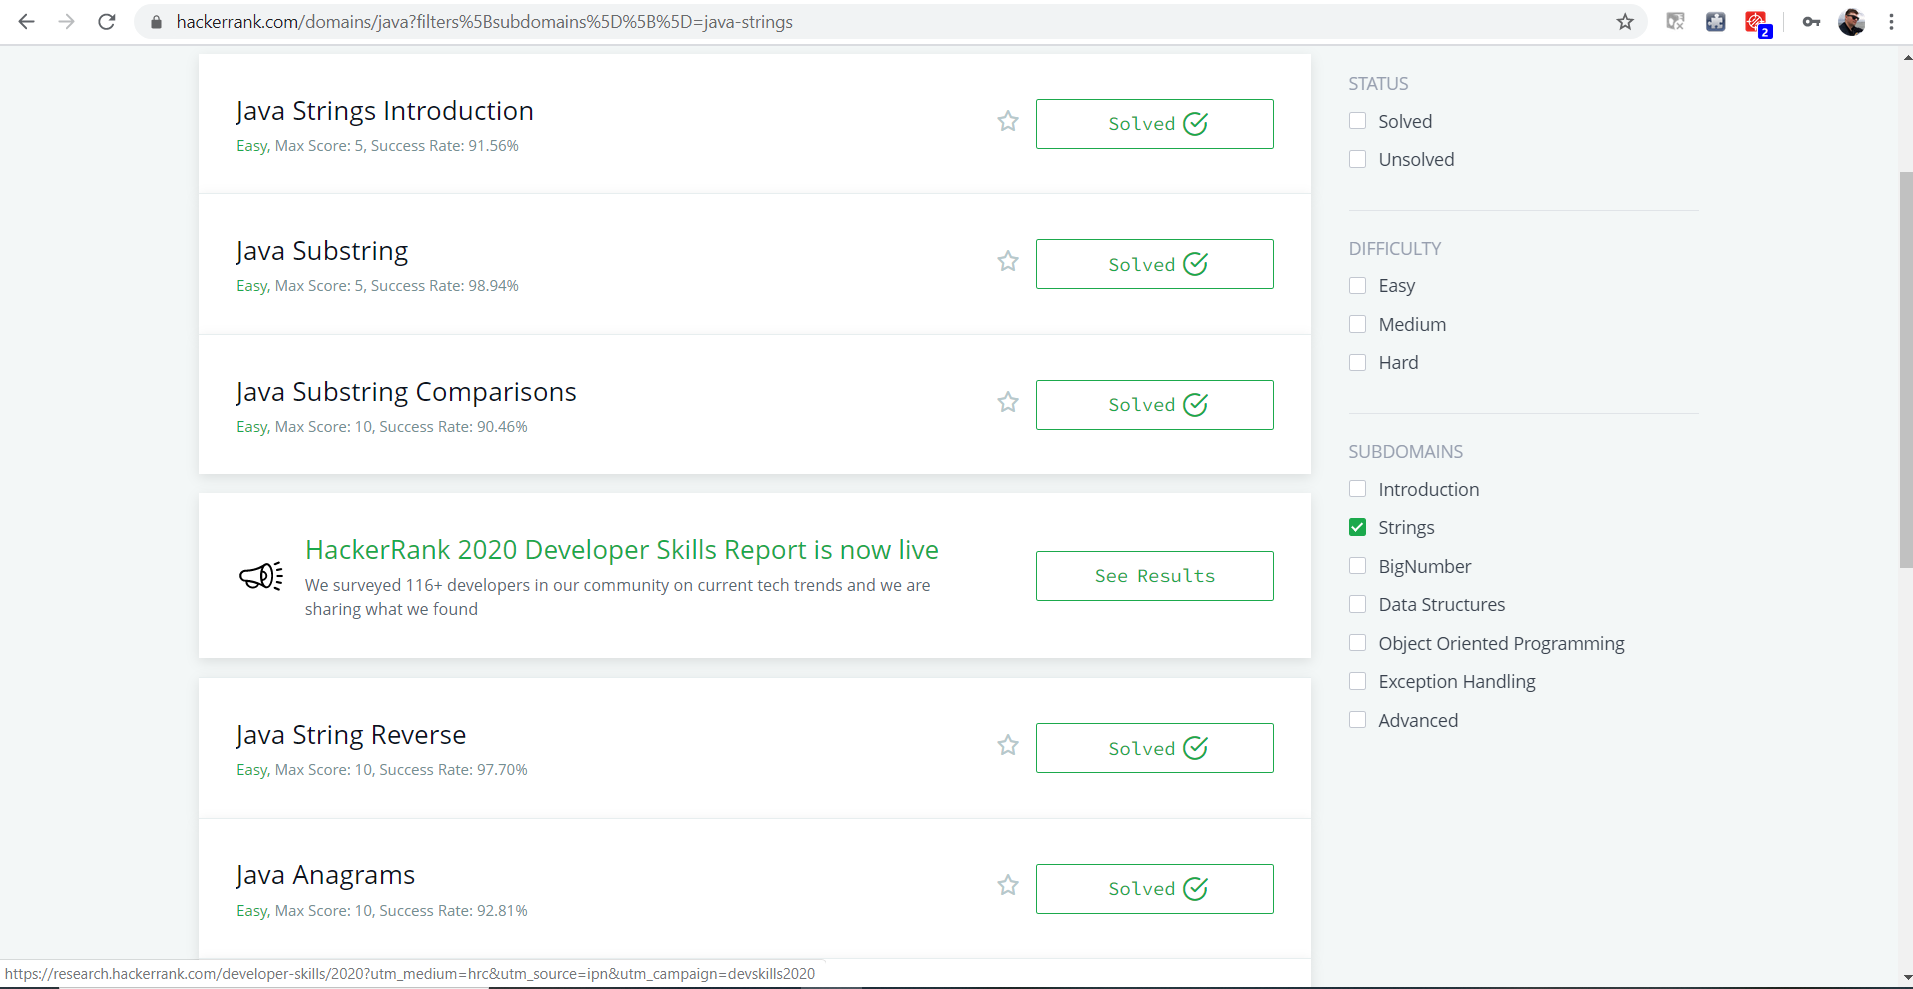 hackerrank.com/domains/java?filters%5Bsubdomains%5D%5B%5D=java-strings
2
Java Strings Introduction
Easy, Max Score: 5, Success Rate: 91.56%
Solved
Java Substring
Easy, Max Score: 5, Success Rate: 98.94%
Solved
Java Substring Comparisons
Easy, Max Score: 10, Success Rate: 90.46%
Solved
HackerRank 2020 Developer Skills Report is now live
We surveyed 116+ developers in our community on current tech trends and we are
sharing what we found
See Results
Java String Reverse
Easy, Max Score: 10, Success Rate: 97.70%
Solved
Java Anagrams
Easy, Max Score: 10, Success Rate: 92.81%
Solved
STATUS
Solved
Unsolved
DIFFICULTY
Easy
Medium
Hard
SUBDOMAINS
Introduction
Strings
BigNumber
Data Structures
Object Oriented Programming
Exception Handling
Advanced
https://research.hackerrank.com/developer-skills/2020?utm_medium=hrc&utm_source=ipn&utm_campaign=devskills2020